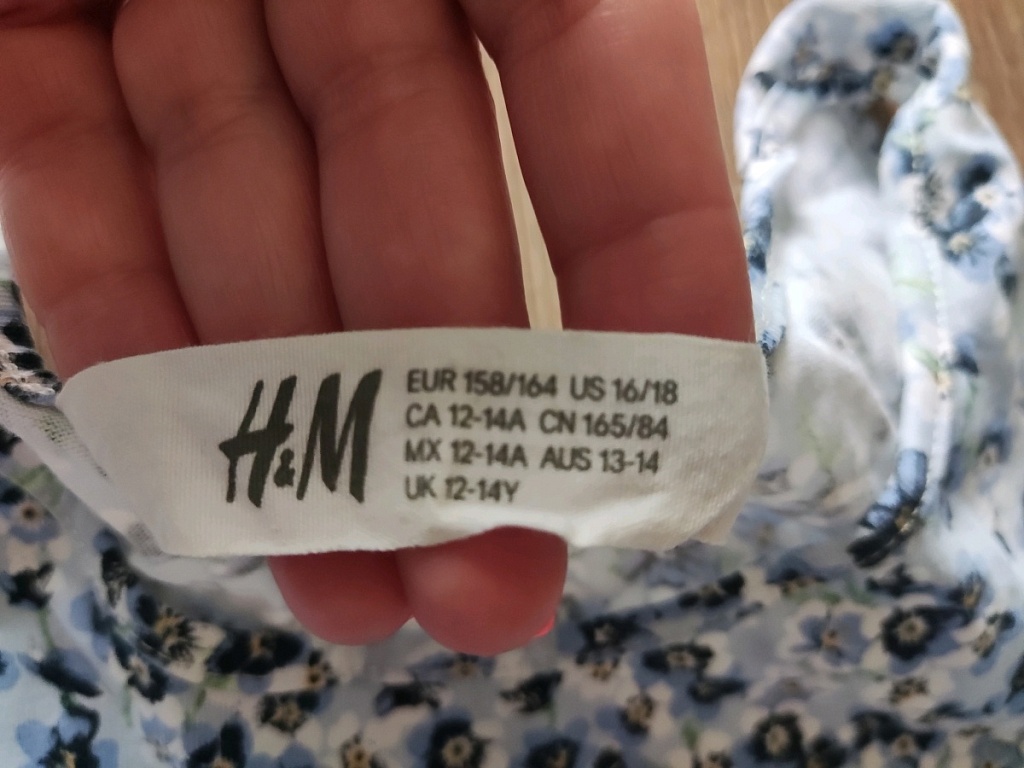 H&M
EUR 158/164 US 16/18
CA 12-14A CN 165/84
MX 12-14A AUS 13-14
UK 12-14Y